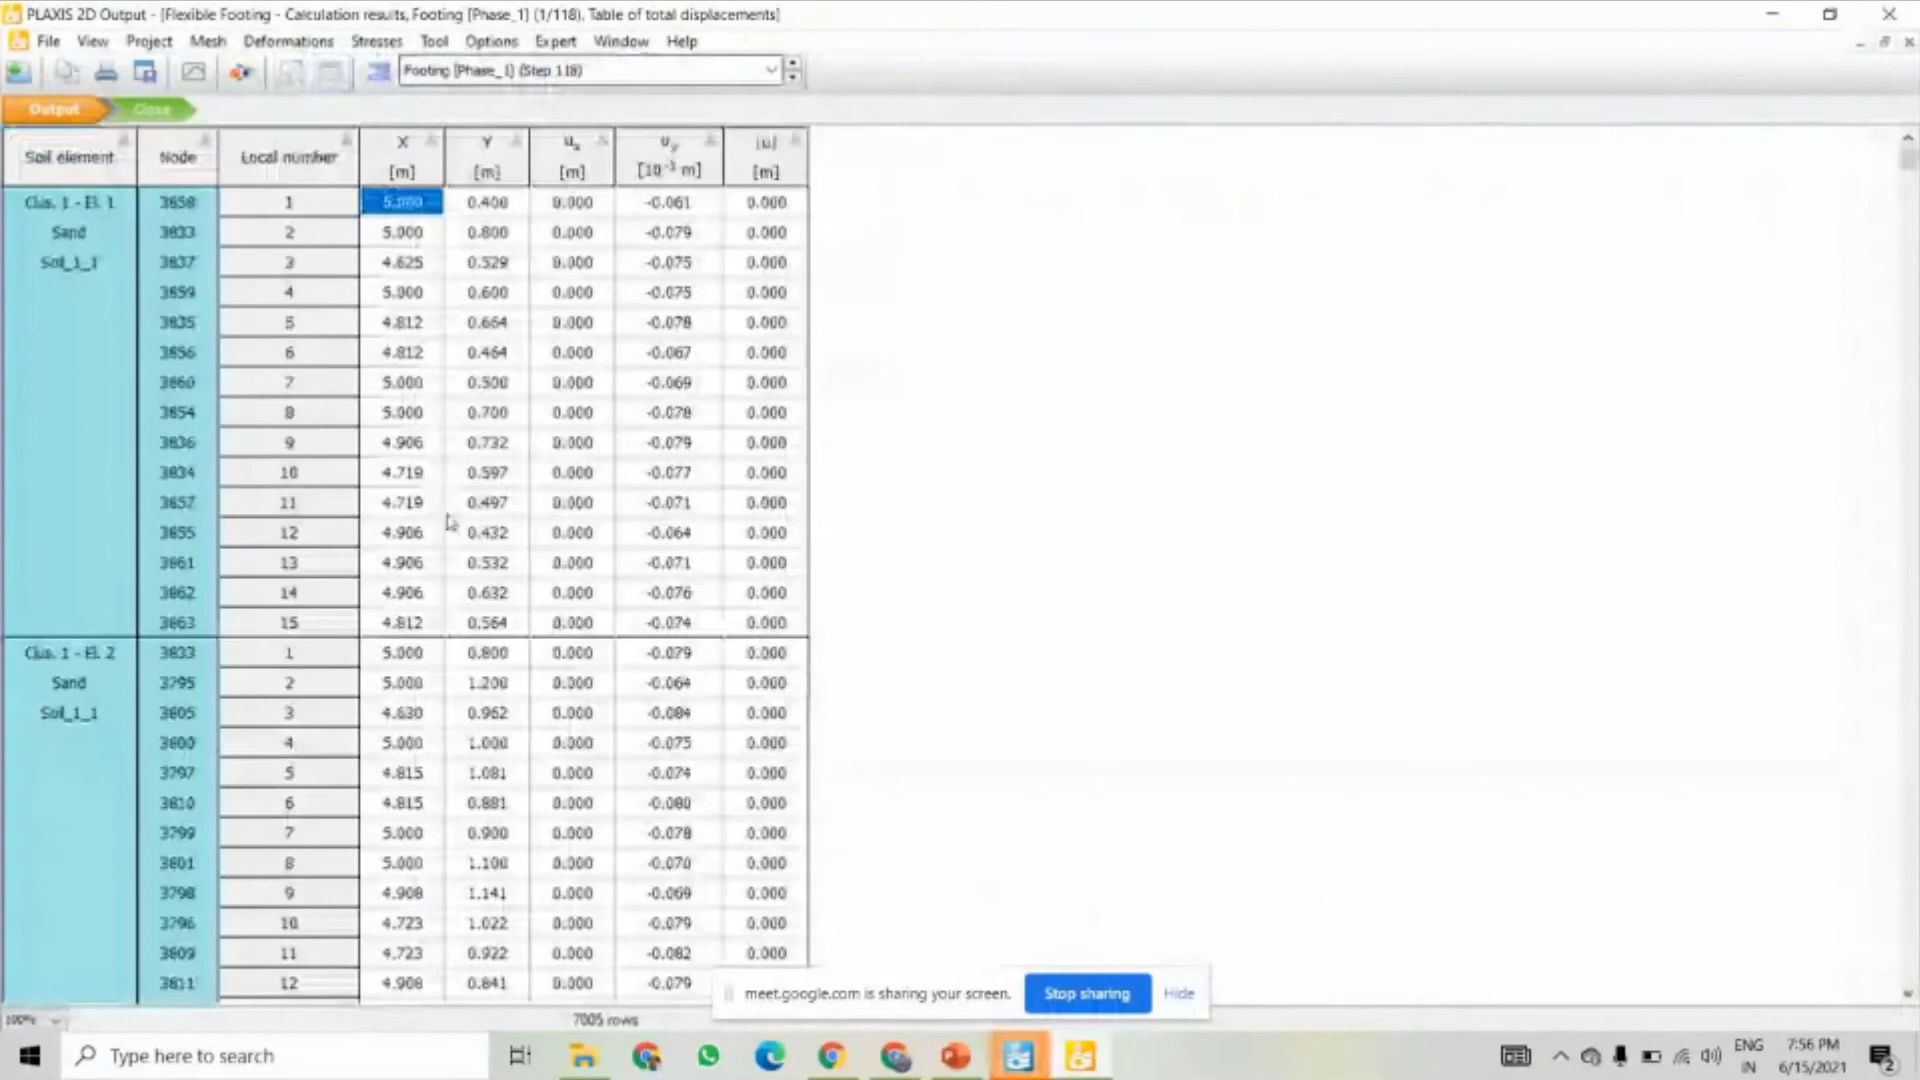 PLAXIS 2D Output - [Flexible Footing - Calculation results, Footing [Phase_1] (1/118), Table of total displacements]
File View Project Mesh Deformations Stresses Tool Options Expert Window Help
Footing [Phase_1] (Step 118)
Output Close
Soil element Node Local number X [m] Y [m] u_x [m] u_y [10⁻³ m] |u| [m]
Clus. 1 - El. 1 3658 1 5.000 0.400 0.000 -0.061 0.000
Sand 3833 2 5.000 0.800 0.000 -0.079 0.000
Soil_1_1 3837 3 4.625 0.529 0.000 -0.075 0.000
3859 4 5.000 0.600 0.000 -0.075 0.000
3835 5 4.812 0.664 0.000 -0.078 0.000
3856 6 4.812 0.464 0.000 -0.067 0.000
3860 7 5.000 0.500 0.000 -0.069 0.000
3854 8 5.000 0.700 0.000 -0.078 0.000
3836 9 4.906 0.732 0.000 -0.079 0.000
3834 10 4.719 0.597 0.000 -0.077 0.000
3857 11 4.719 0.497 0.000 -0.071 0.000
3855 12 4.906 0.432 0.000 -0.064 0.000
3861 13 4.906 0.532 0.000 -0.071 0.000
3862 14 4.906 0.632 0.000 -0.076 0.000
3863 15 4.812 0.564 0.000 -0.074 0.000
Clus. 1 - El. 2 3833 1 5.000 0.800 0.000 -0.079 0.000
Sand 3795 2 5.000 1.200 0.000 -0.064 0.000
Soil_1_1 3805 3 4.630 0.962 0.000 -0.084 0.000
3800 4 5.000 1.000 0.000 -0.075 0.000
3797 5 4.815 1.081 0.000 -0.074 0.000
3810 6 4.815 0.881 0.000 -0.080 0.000
3799 7 5.000 0.900 0.000 -0.078 0.000
3801 8 5.000 1.100 0.000 -0.070 0.000
3798 9 4.908 1.141 0.000 -0.069 0.000
3796 10 4.723 1.022 0.000 -0.079 0.000
3809 11 4.723 0.922 0.000 -0.082 0.000
3811 12 4.908 0.841 0.000 -0.079
meet.google.com is sharing your screen. Stop sharing Hide
100% 7005 rows
Type here to search
ENG
IN
7:56 PM
6/15/2021
2